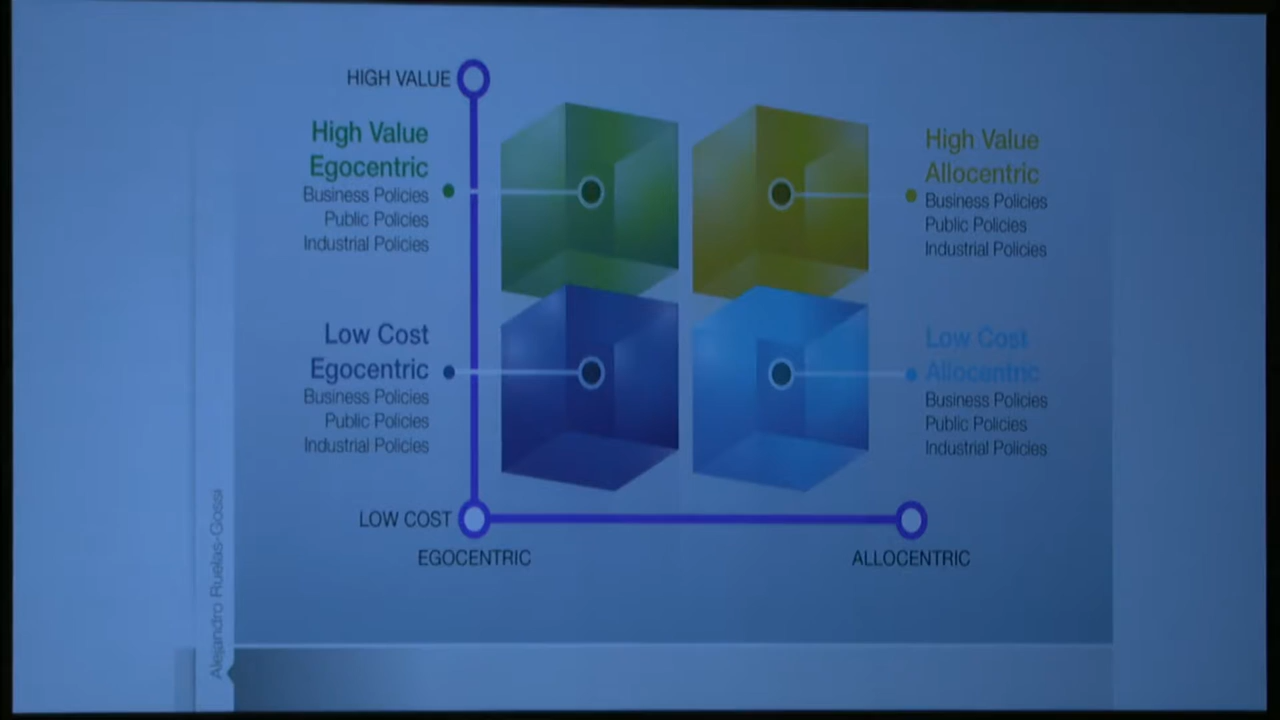 HIGH VALUE
High Value
Egocentric
Business Policies
Public Policies
Industrial Policies
High Value
Allocentric
Business Policies
Public Policies
Industrial Policies
Low Cost
Egocentric
Business Policies
Public Policies
Industrial Policies
Low Cost
Allocentric
Business Policies
Public Policies
Industrial Policies
LOW COST
EGOCENTRIC
ALLOCENTRIC
Alejandro Ruelas-Gossi